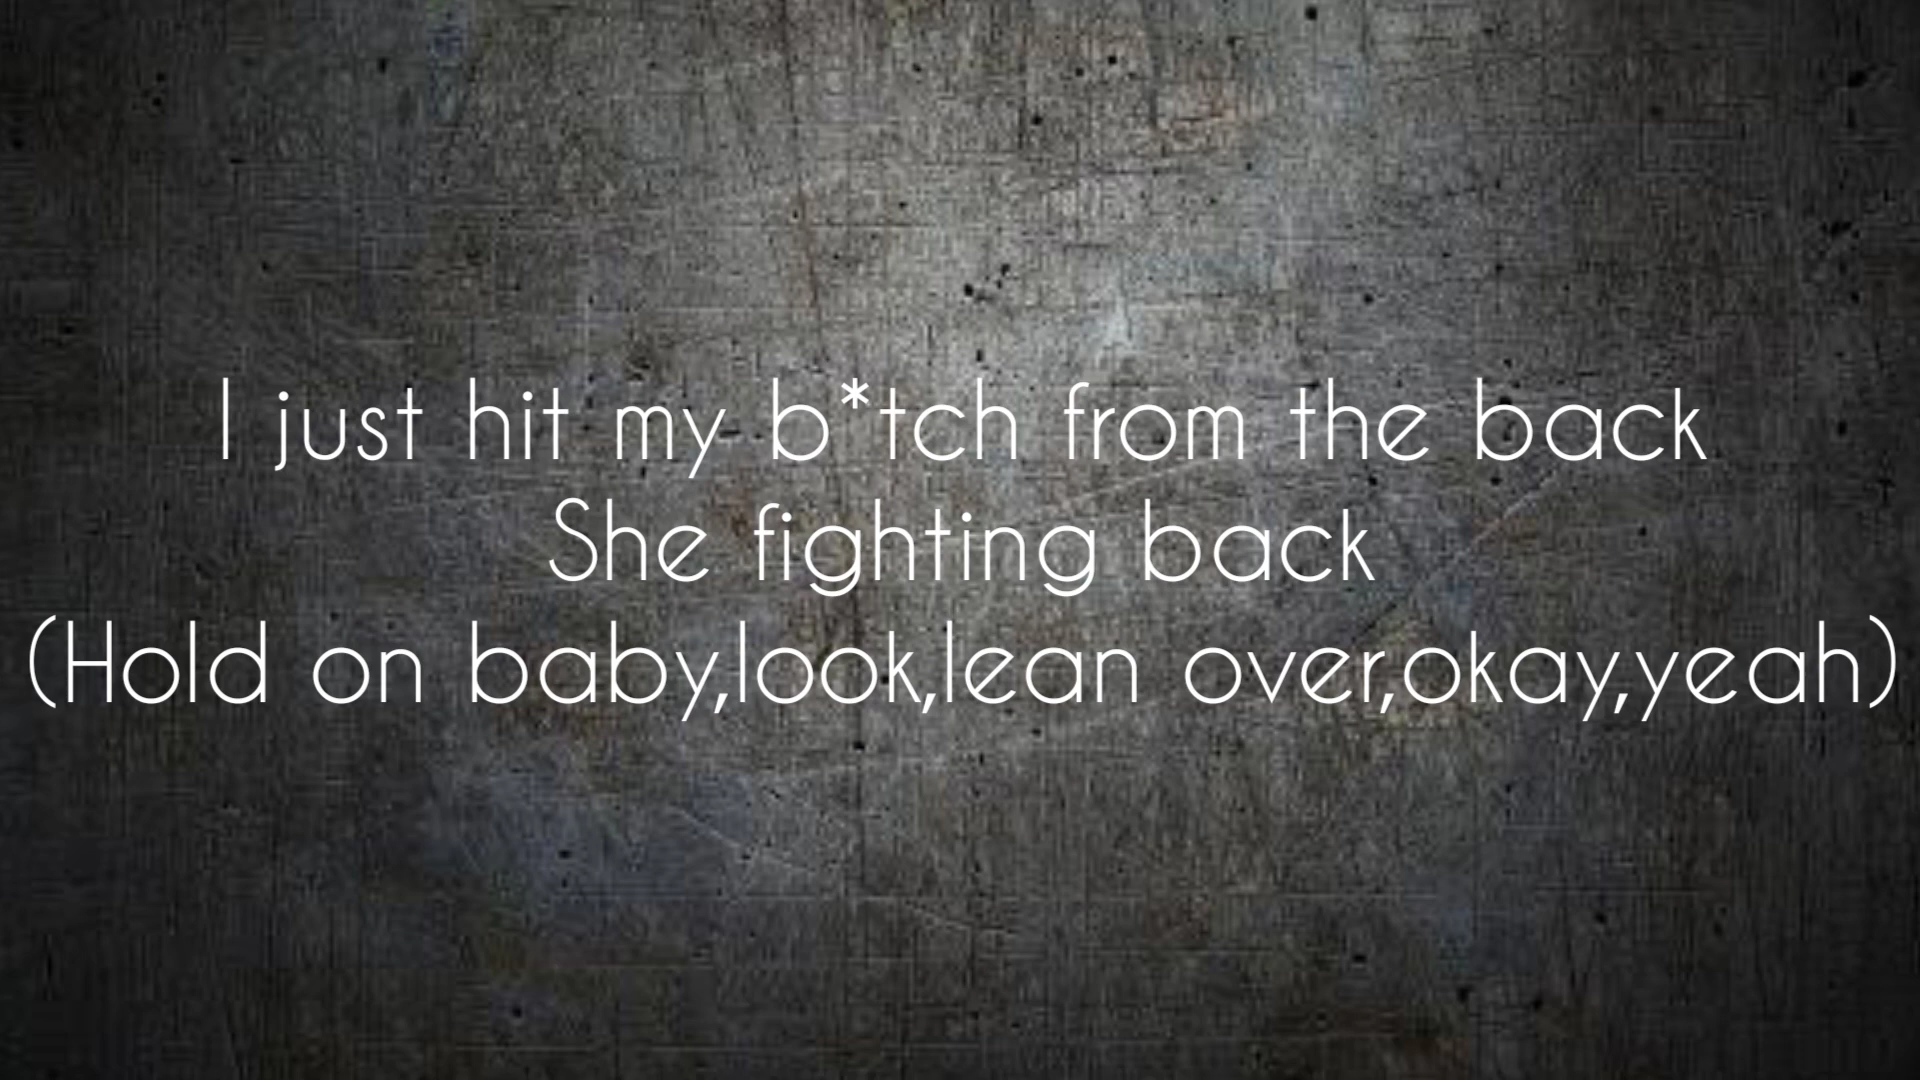 I just hit my b*tch from the back
She fighting back
(Hold on baby,look,lean over,okay,yeah)